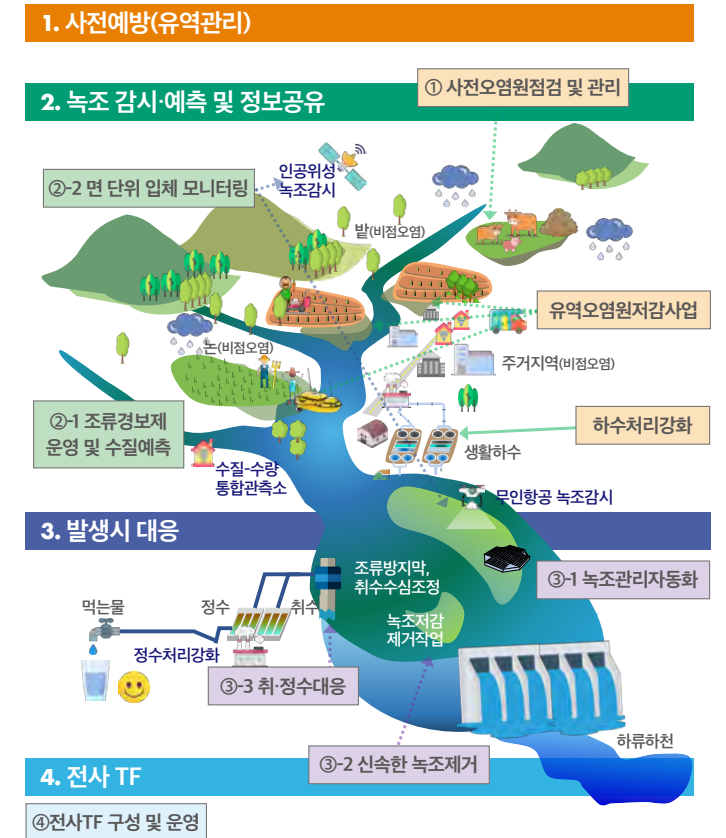 1. 사전예방(유역관리)
① 사전오염원점검 및 관리
2. 녹조 감시·예측 및 정보공유
인공위성
녹조감시
②-2 면 단위 입체 모니터링
밭(비점오염)
유역오염원저감사업
논(비점오염)
주거지역(비점오염)
②-1 조류경보제
운영 및 수질예측
하수처리강화
생활하수
수질-수량
통합관측소
무인항공 녹조감시
3. 발생시 대응
조류방지막,
취수수심조정
③-1 녹조관리자동화
먹는물
정수
취수
녹조저감
제거작업
정수처리강화
③-3 취·정수대응
하류하천
③-2 신속한 녹조제거
4. 전사 TF
④전사TF 구성 및 운영